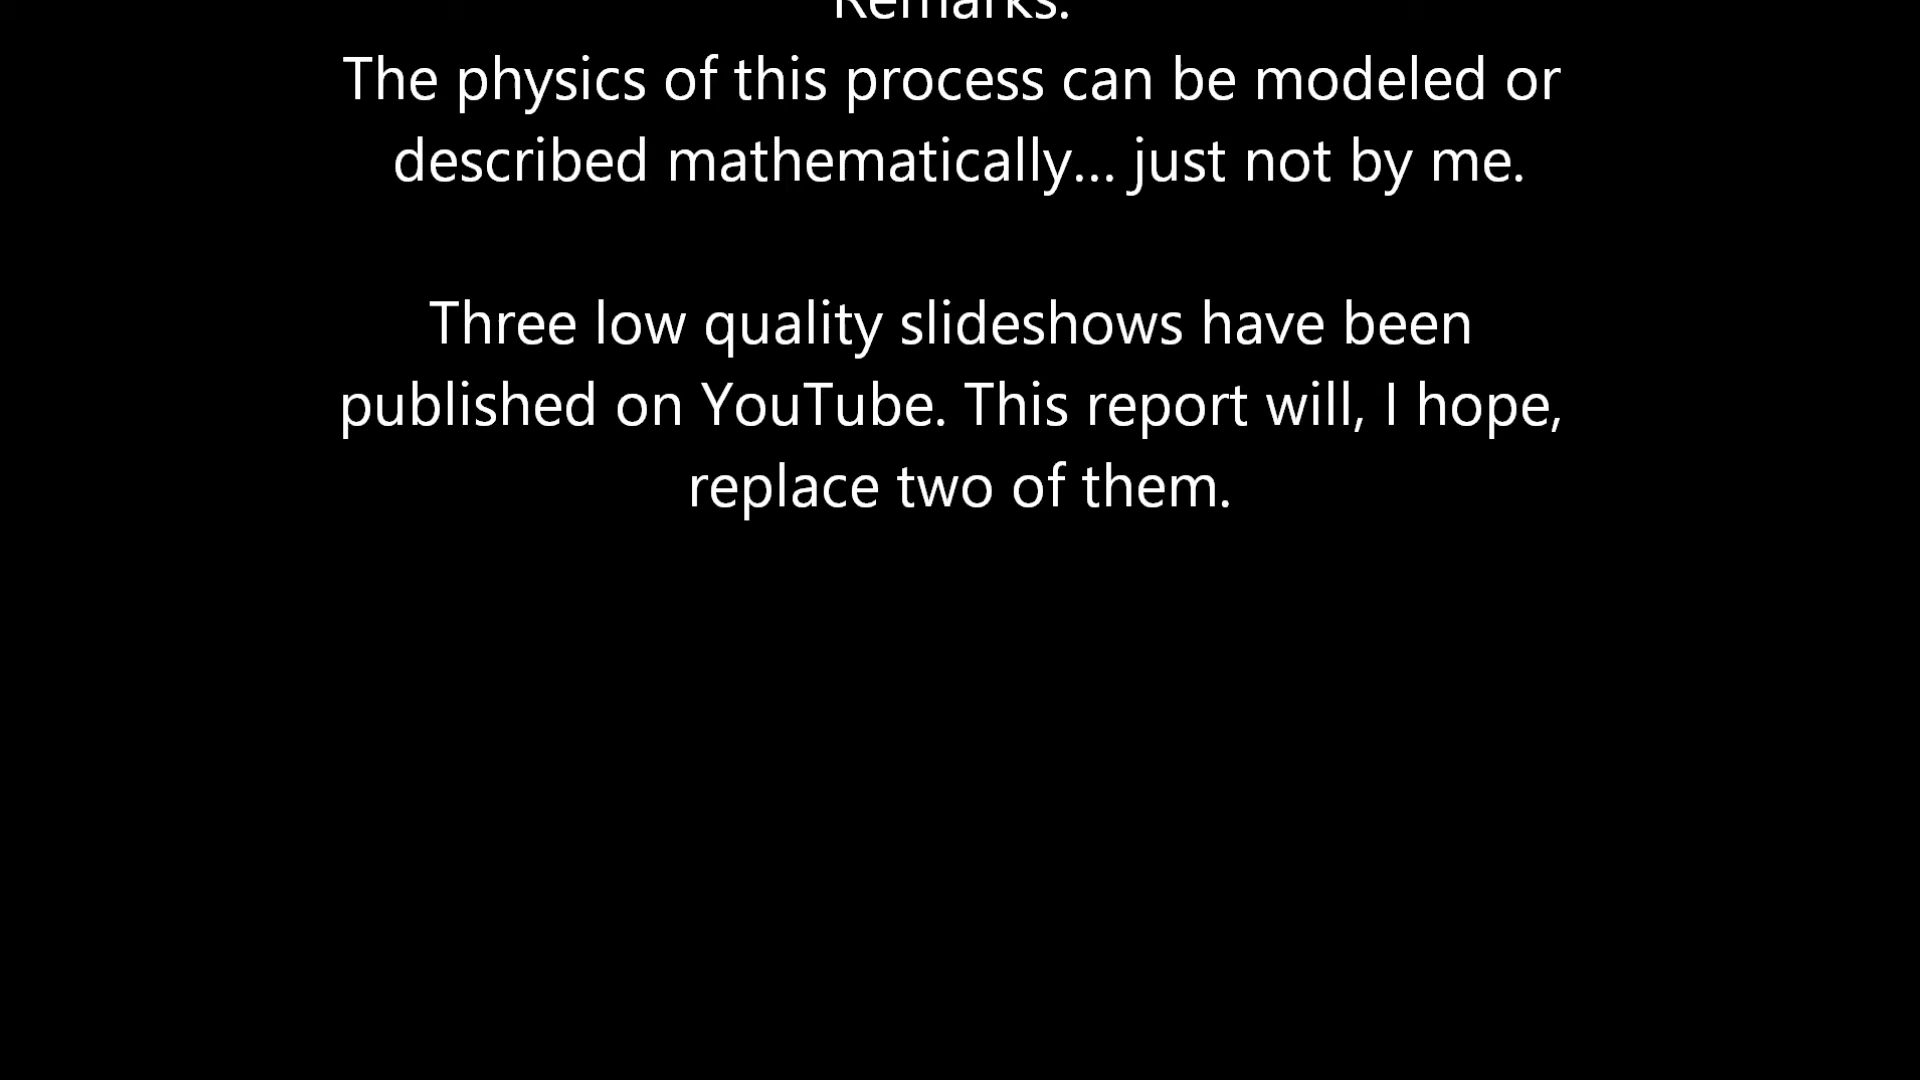 Remarks.
The physics of this process can be modeled or
described mathematically... just not by me.
Three low quality slideshows have been
published on YouTube. This report will, I hope,
replace two of them.